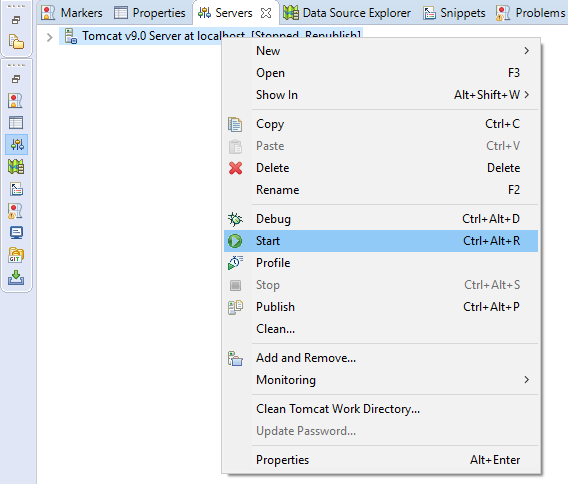 Markers Properties Servers Data Source Explorer Snippets Problems
Tomcat v9.0 Server at localhost [Stopped, Republish]
New
Open F3
Show In Alt+Shift+W
Copy Ctrl+C
Paste Ctrl+V
Delete Delete
Rename F2
Debug Ctrl+Alt+D
Start Ctrl+Alt+R
Profile
Stop Ctrl+Alt+S
Publish Ctrl+Alt+P
Clean...
Add and Remove...
Monitoring
Clean Tomcat Work Directory...
Update Password...
Properties Alt+Enter
GIT